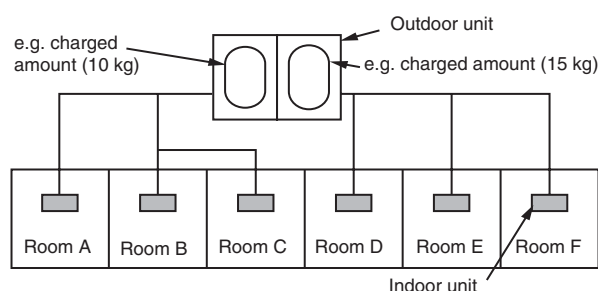 Outdoor unit
e.g. charged
amount (10 kg)
e.g. charged amount (15 kg)
Room A
Room B
Room C
Room D
Room E
Room F
Indoor unit